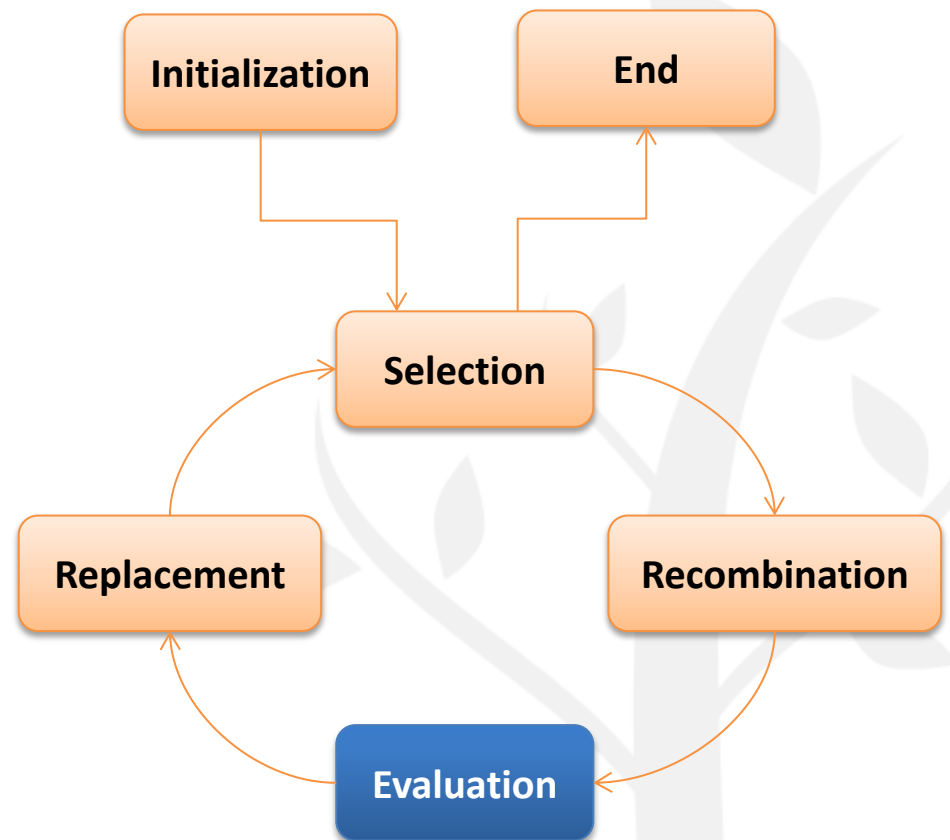 Initialization
End
Selection
Replacement
Recombination
Evaluation